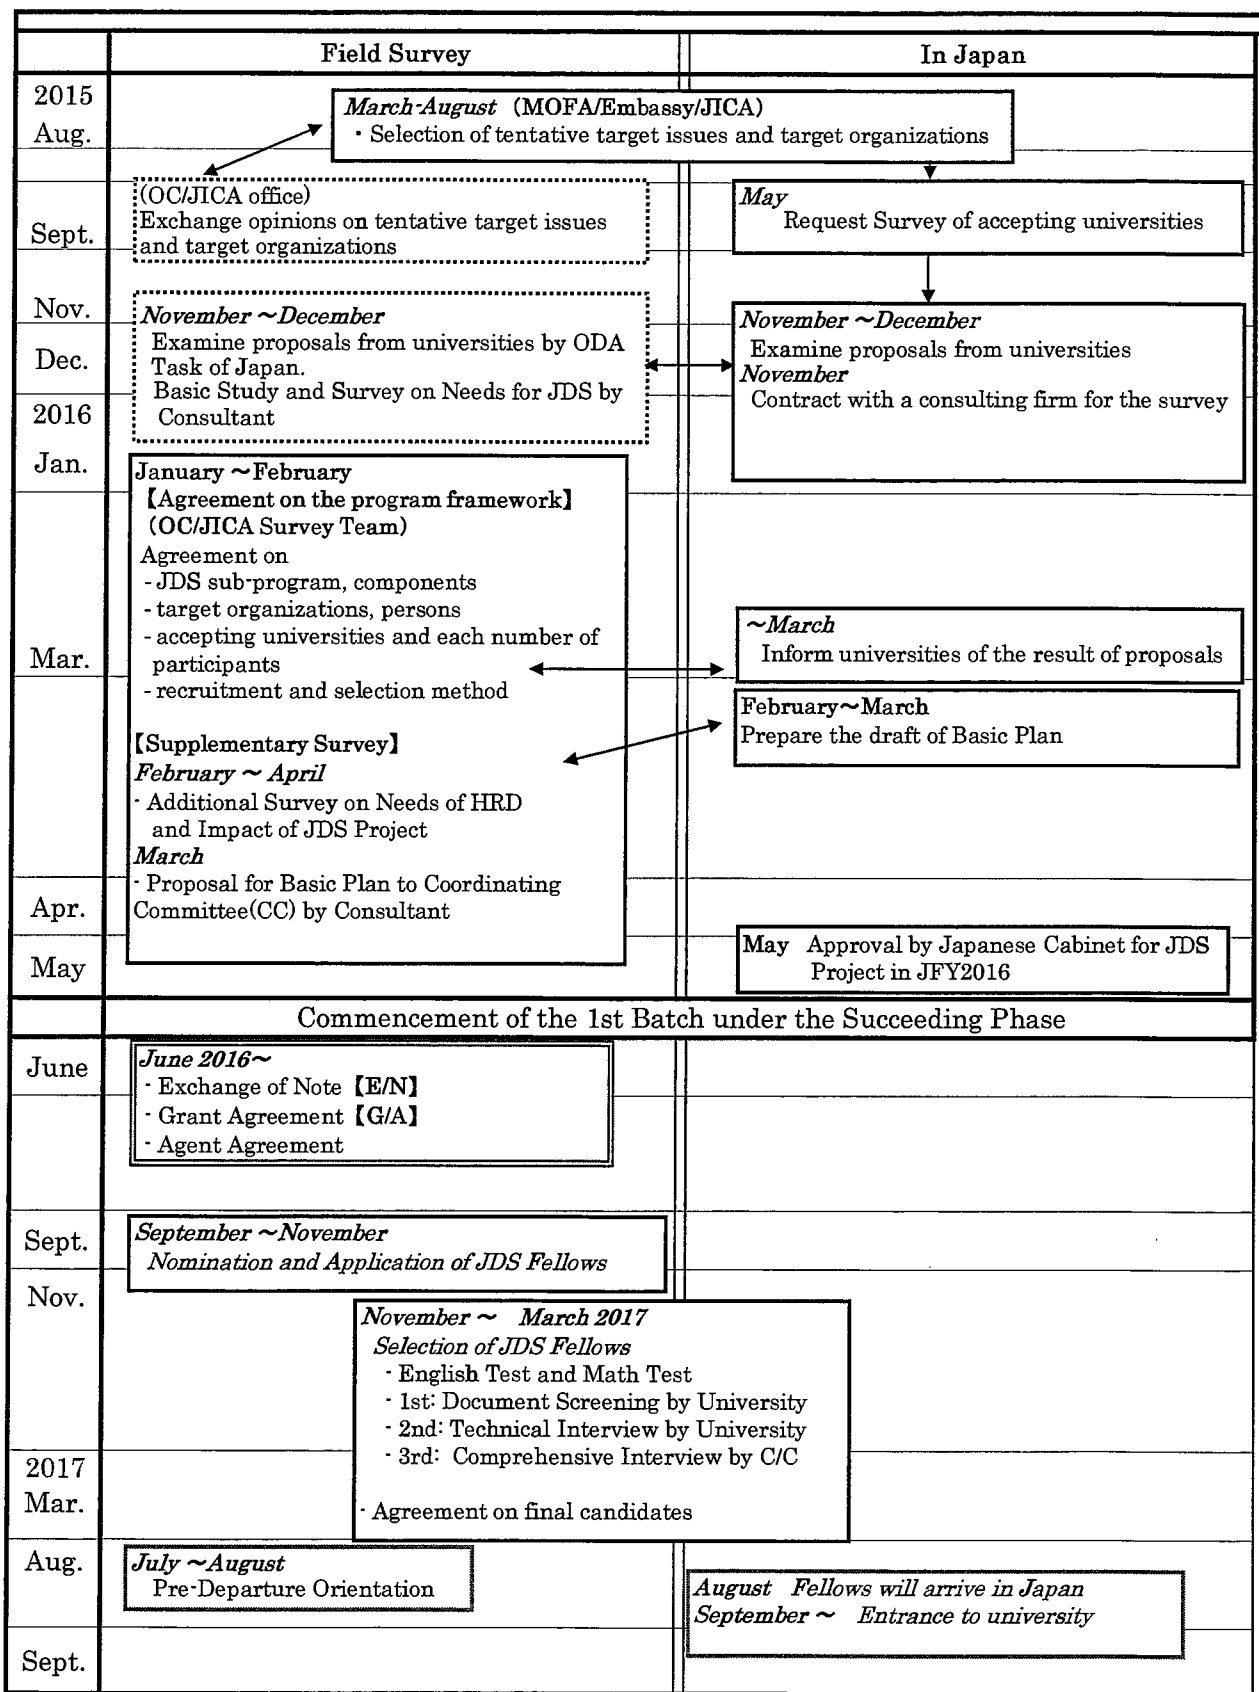 Field Survey
In Japan
2015
Aug.
March-August (MOFA/Embassy/JICA)
・Selection of tentative target issues and target organizations
(OC/JICA office)
Exchange opinions on tentative target issues
and target organizations
Sept.
May
Request Survey of accepting universities
Nov.
Dec.
2016
Jan.
November ～December
Examine proposals from universities by ODA
Task of Japan.
Basic Study and Survey on Needs for JDS by
Consultant
November ～December
Examine proposals from universities
November
Contract with a consulting firm for the survey
January ～February
【Agreement on the program framework】
(OC/JICA Survey Team)
Agreement on
- JDS sub-program, components
- target organizations, persons
- accepting universities and each number of
participants
- recruitment and selection method
Mar.
～March
Inform universities of the result of proposals
February～March
Prepare the draft of Basic Plan
【Supplementary Survey】
February ～ April
- Additional Survey on Needs of HRD
and Impact of JDS Project
March
- Proposal for Basic Plan to Coordinating
Committee(CC) by Consultant
Apr.
May
May Approval by Japanese Cabinet for JDS
Project in JFY2016
Commencement of the 1st Batch under the Succeeding Phase
June
June 2016～
- Exchange of Note【E/N】
- Grant Agreement【G/A】
- Agent Agreement
Sept.
September ～November
Nomination and Application of JDS Fellows
Nov.
November ～ March 2017
Selection of JDS Fellows
- English Test and Math Test
- 1st: Document Screening by University
- 2nd: Technical Interview by University
- 3rd: Comprehensive Interview by C/C
- Agreement on final candidates
2017
Mar.
Aug.
July ～August
Pre-Departure Orientation
August Fellows will arrive in Japan
September ～ Entrance to university
Sept.